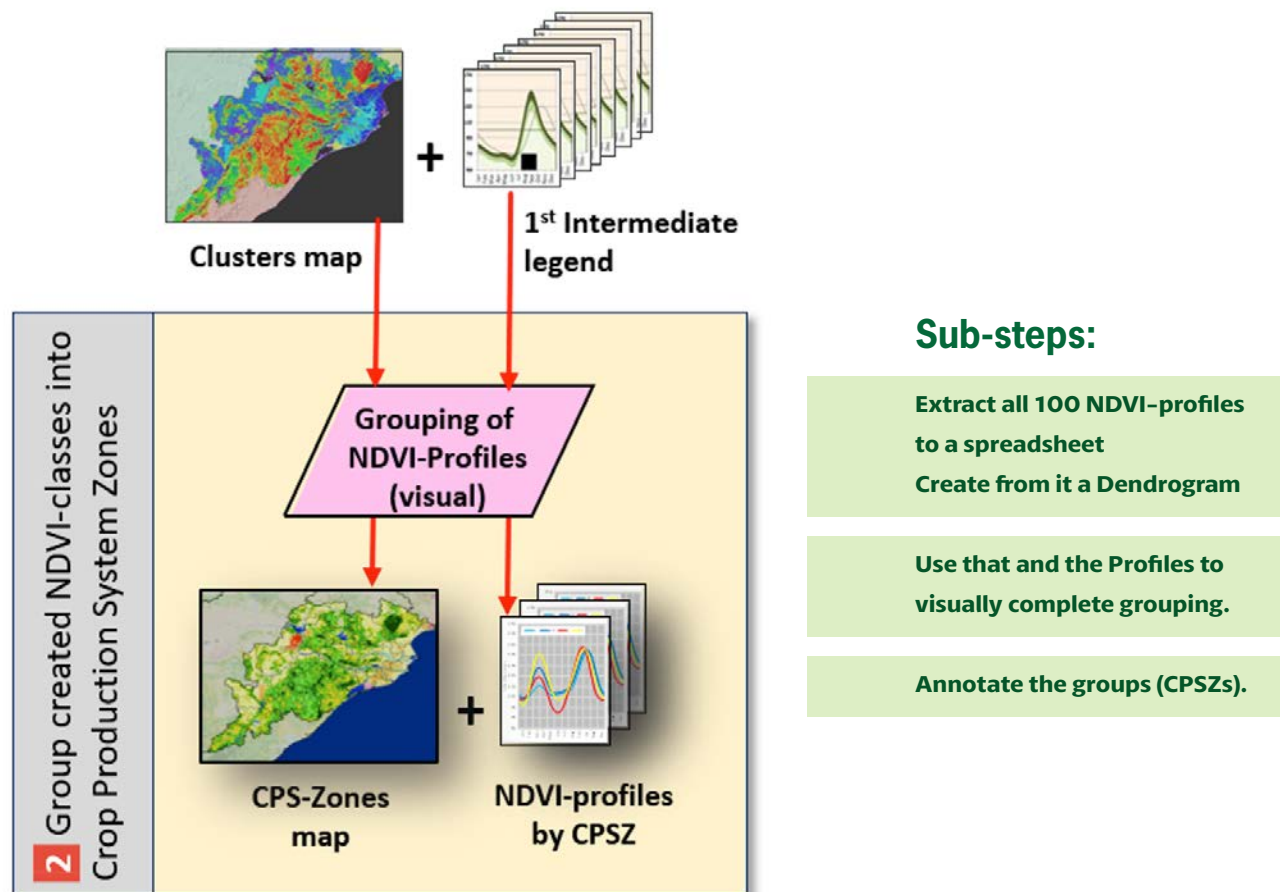 Clusters map
+
1st Intermediate
legend
2 Group created NDVI-classes into
Crop Production System Zones
Grouping of
NDVI-Profiles
(visual)
+
CPS-Zones
map
NDVI-profiles
by CPSZ
Sub-steps:
Extract all 100 NDVI-profiles
to a spreadsheet
Create from it a Dendrogram
Use that and the Profiles to
visually complete grouping.
Annotate the groups (CPSZs).